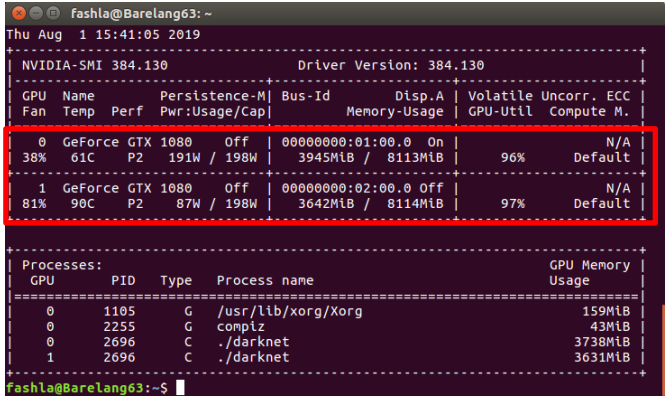 fashla@Barelang63: ~
Thu Aug  1 15:41:05 2019
+-----------------------------------------------------------------------------+
| NVIDIA-SMI 384.130                Driver Version: 384.130                   |
|-------------------------------+----------------------+----------------------+
| GPU  Name        Persistence-M| Bus-Id        Disp.A | Volatile Uncorr. ECC |
| Fan  Temp  Perf  Pwr:Usage/Cap|         Memory-Usage | GPU-Util  Compute M. |
|===============================+======================+======================|
|   0  GeForce GTX 1080    Off  | 00000000:01:00.0  On |                  N/A |
| 38%   61C    P2   191W / 198W |   3945MiB /  8113MiB |     96%      Default |
+-------------------------------+----------------------+----------------------+
|   1  GeForce GTX 1080    Off  | 00000000:02:00.0 Off |                  N/A |
| 81%   90C    P2    87W / 198W |   3642MiB /  8114MiB |     97%      Default |
+-------------------------------+----------------------+----------------------+
+-----------------------------------------------------------------------------+
| Processes:                                                       GPU Memory |
|  GPU       PID   Type   Process name                             Usage      |
|=============================================================================|
|    0      1105      G   /usr/lib/xorg/Xorg                           159MiB |
|    0      2255      G   compiz                                        43MiB |
|    0      2696      C   ./darknet                                   3738MiB |
|    1      2696      C   ./darknet                                   3631MiB |
+-----------------------------------------------------------------------------+
fashla@Barelang63:~$